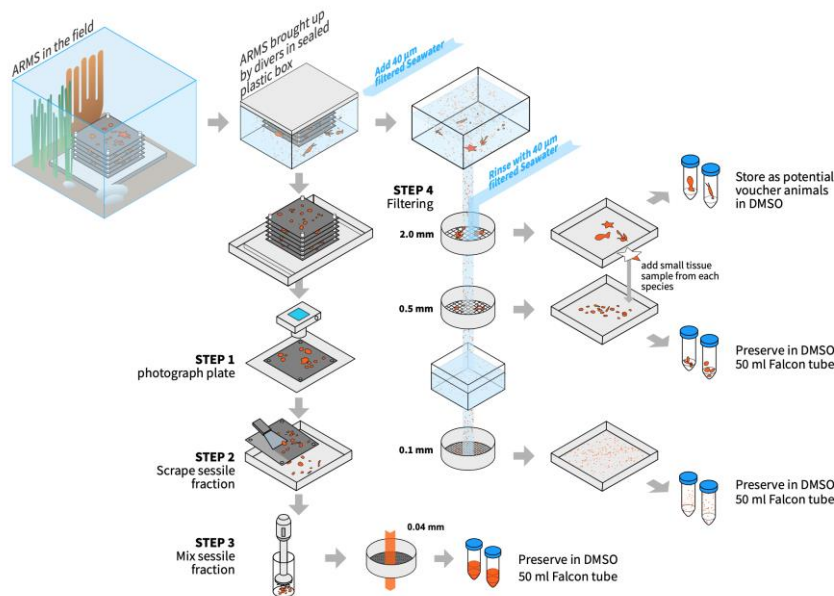 ARMS in the field
ARMS brought up
by divers in sealed
plastic box
Add 40 µm
filtered Seawater
Rinse with 40 µm
filtered Seawater
STEP 4
Filtering
2.0 mm
Store as potential
voucher animals
in DMSO
add small tissue
sample from each
species
0.5 mm
STEP 1
photograph plate
Preserve in DMSO
50 ml Falcon tube
0.1 mm
STEP 2
Scrape sessile
fraction
Preserve in DMSO
50 ml Falcon tube
STEP 3
Mix sessile
fraction
0.04 mm
Preserve in DMSO
50 ml Falcon tube